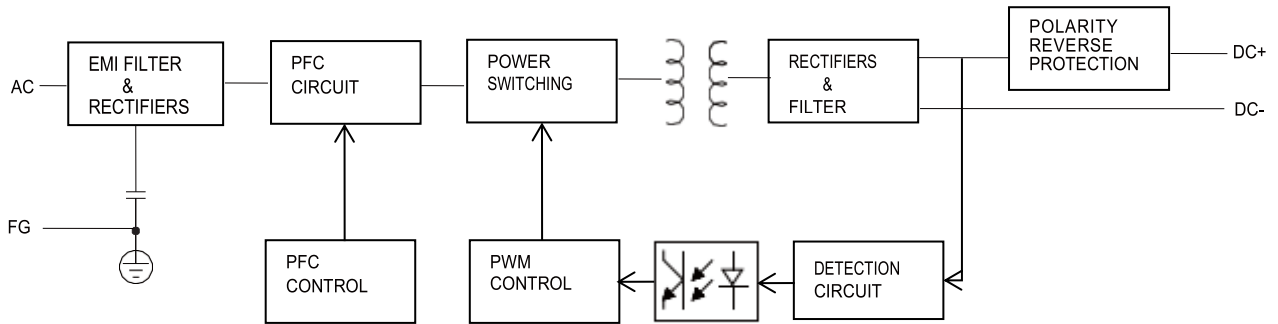 AC
EMI FILTER
&
RECTIFIERS
PFC
CIRCUIT
POWER
SWITCHING
RECTIFIERS
&
FILTER
POLARITY
REVERSE
PROTECTION
DC+
DC-
FG
PFC
CONTROL
PWM
CONTROL
DETECTION
CIRCUIT